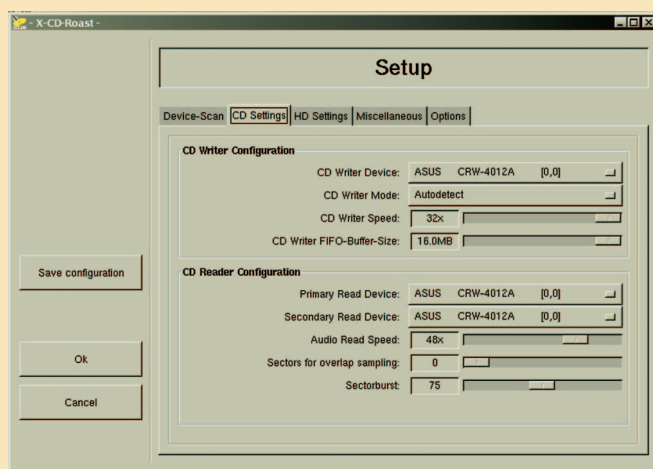 - X-CD-Roast -
Setup
Device-Scan CD Settings HD Settings Miscellaneous Options
CD Writer Configuration
CD Writer Device: ASUS CRW-4012A [0,0]
CD Writer Mode: Autodetect
CD Writer Speed: 32x
CD Writer FIFO-Buffer-Size: 16.0MB
Save configuration
CD Reader Configuration
Primary Read Device: ASUS CRW-4012A [0,0]
Secondary Read Device: ASUS CRW-4012A [0,0]
Audio Read Speed: 48x
Ok
Sectors for overlap sampling: 0
Sectorburst: 75
Cancel